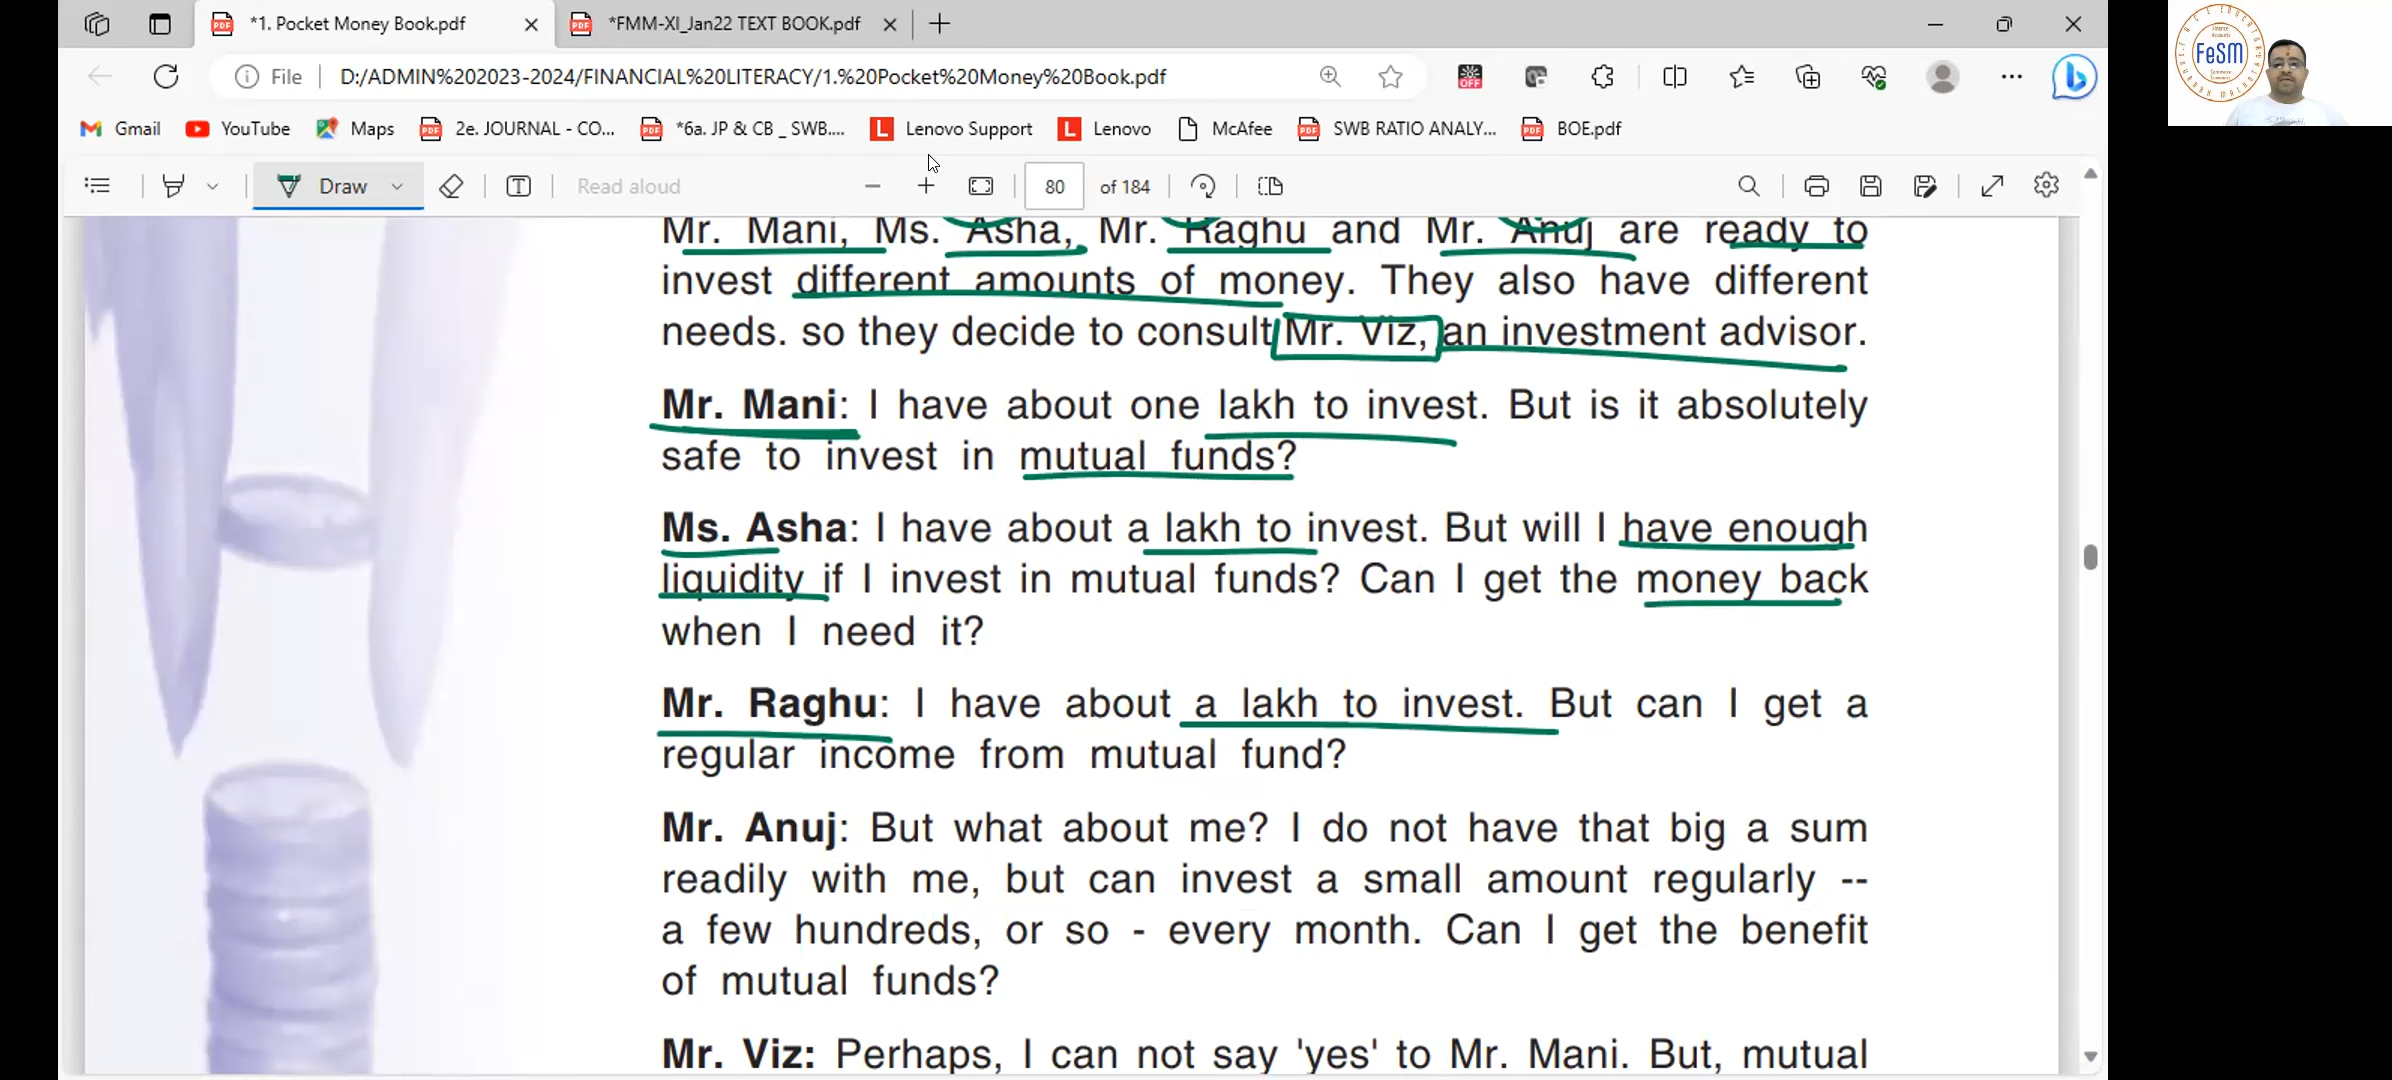 *1. Pocket Money Book.pdf
*FMM-XI_Jan22 TEXT BOOK.pdf
File
D:/ADMIN%202023-2024/FINANCIAL%20LITERACY/1.%20Pocket%20Money%20Book.pdf
OFF
Gmail
YouTube
Maps
2e. JOURNAL - CO...
*6a. JP & CB _ SWB....
Lenovo Support
Lenovo
McAfee
SWB RATIO ANALY...
BOE.pdf
Draw
Read aloud
80 of 184
FeSM
Mr. Mani, Ms. Asha, Mr. Raghu and Mr. Anuj are ready to
invest different amounts of money. They also have different
needs. so they decide to consult Mr. Viz, an investment advisor.
Mr. Mani: I have about one lakh to invest. But is it absolutely
safe to invest in mutual funds?
Ms. Asha: I have about a lakh to invest. But will I have enough
liquidity if I invest in mutual funds? Can I get the money back
when I need it?
Mr. Raghu: I have about a lakh to invest. But can I get a
regular income from mutual fund?
Mr. Anuj: But what about me? I do not have that big a sum
readily with me, but can invest a small amount regularly --
a few hundreds, or so - every month. Can I get the benefit
of mutual funds?
Mr. Viz: Perhaps, I can not say 'yes' to Mr. Mani. But, mutual